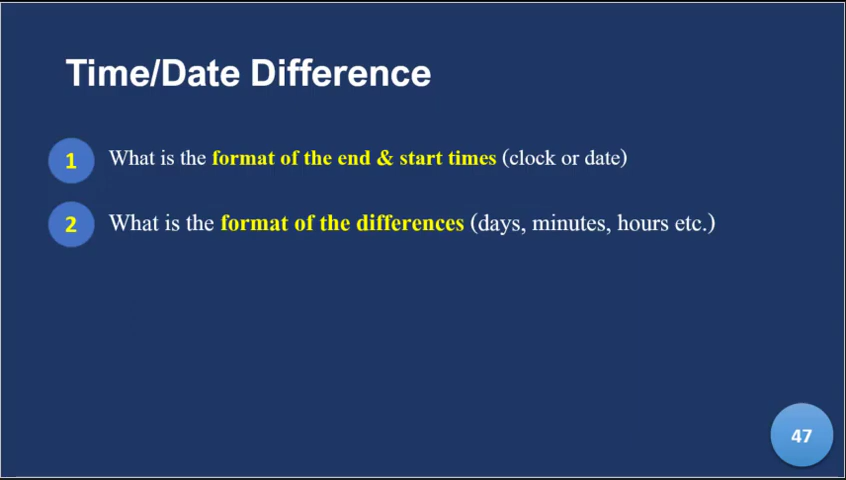 Time/Date Difference
1 What is the format of the end & start times (clock or date)
2 What is the format of the differences (days, minutes, hours etc.)
47